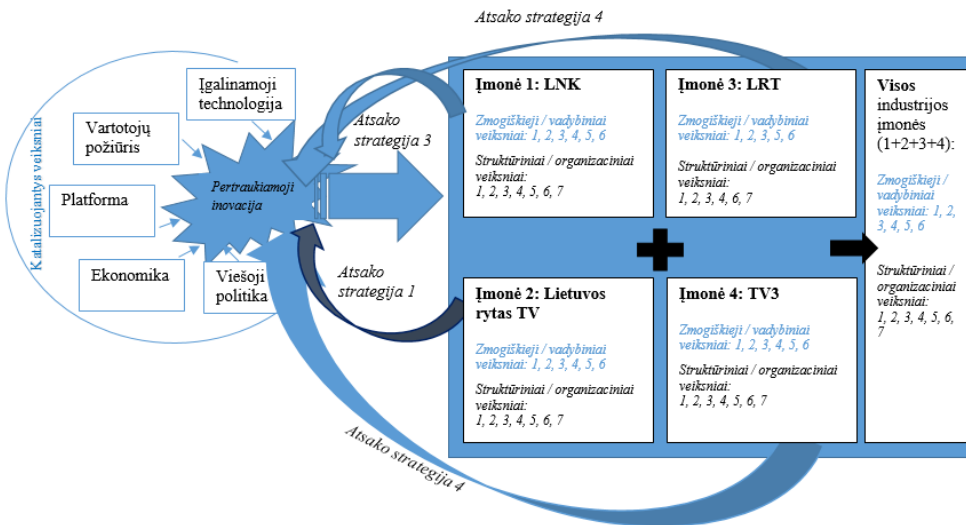 Atsako strategija 4
Katalizuojantys veiksniai
Įgalinamoji
technologija
Vartotojų
požiūris
Platforma
Ekonomika
Viešoji
politika
Pertraukiamoji
inovacija
Atsako
strategija 3
Atsako
strategija 1
Atsako strategija 4
Įmonė 1: LNK
Zmogiškieji / vadybiniai
veiksniai: 1, 2, 3, 4, 5, 6
Struktūriniai / organizaciniai
veiksniai:
1, 2, 3, 4, 5, 6, 7
Įmonė 3: LRT
Zmogiškieji / vadybiniai
veiksniai: 1, 2, 3, 5, 6
Struktūriniai / organizaciniai
veiksniai:
1, 2, 3, 4, 6, 7
Įmonė 2: Lietuvos
rytas TV
Zmogiškieji / vadybiniai
veiksniai: 1, 2, 3, 4, 5, 6
Struktūriniai / organizaciniai
veiksniai:
1, 2, 3, 4, 5, 6, 7
Įmonė 4: TV3
Zmogiškieji / vadybiniai
veiksniai: 1, 2, 3, 4, 5, 6
Struktūriniai / organizaciniai
veiksniai:
1, 2, 3, 4, 5, 6, 7
Visos
industrijos
įmonės
(1+2+3+4):
Zmogiškieji /
vadybiniai
veiksniai: 1, 2,
3, 4, 5, 6
Struktūriniai /
organizaciniai
veiksniai:
1, 2, 3, 4, 5, 6,
7